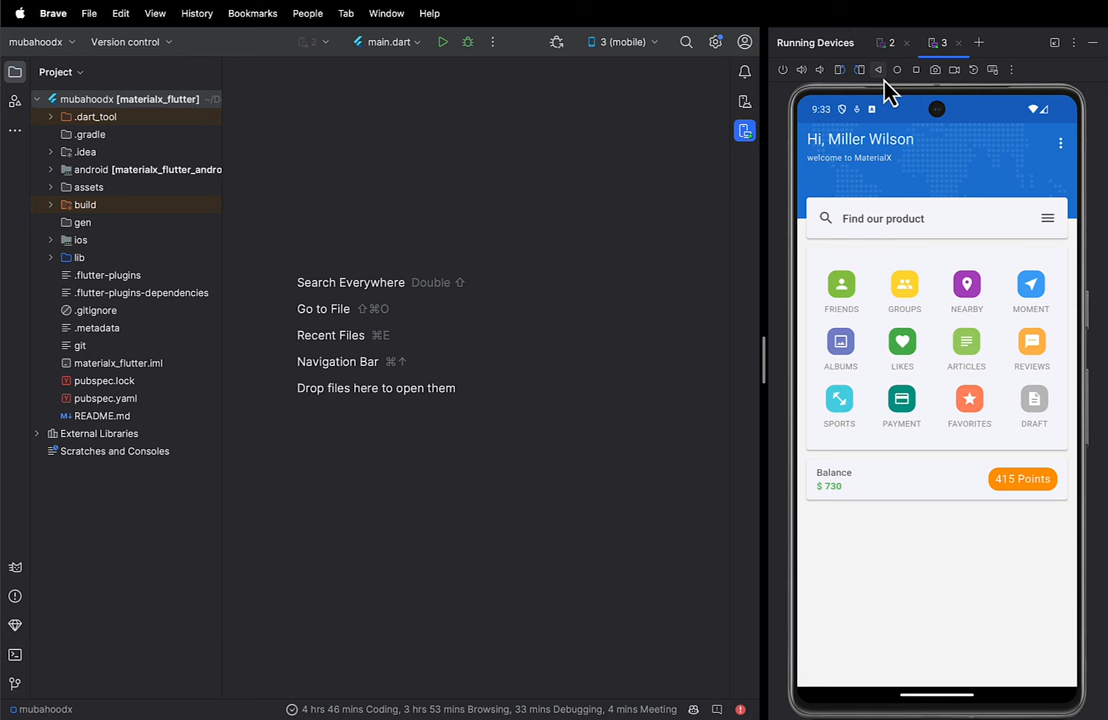 Brave File Edit View History Bookmarks People Tab Window Help
mubahoodx Version control 2 main.dart 3 (mobile)
Running Devices 2 3
Project
mubahoodx [materialx_flutter] ~/D
.dart_tool
.gradle
.idea
android [materialx_flutter_andro
assets
build
gen
ios
lib
.flutter-plugins
.flutter-plugins-dependencies
.gitignore
.metadata
git
materialx_flutter.iml
pubspec.lock
pubspec.yaml
README.md
External Libraries
Scratches and Consoles
Search Everywhere Double ⇧
Go to File ⇧⌘O
Recent Files ⌘E
Navigation Bar ⌘↑
Drop files here to open them
9:33
Hi, Miller Wilson
welcome to MaterialX
Find our product
FRIENDS GROUPS NEARBY MOMENT
ALBUMS LIKES ARTICLES REVIEWS
SPORTS PAYMENT FAVORITES DRAFT
Balance
$ 730
415 Points
mubahoodx
4 hrs 46 mins Coding, 3 hrs 53 mins Browsing, 33 mins Debugging, 4 mins Meeting